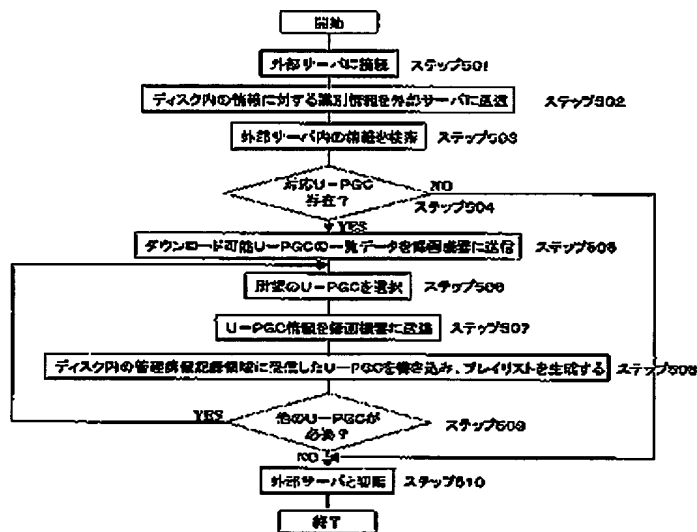 開始
外部サーバに接続 ステップ501
ディスク内の情報に対する識別情報を外部サーバに送信 ステップ502
外部サーバ内の情報を検索 ステップ503
対応U－PGC
存在？
NO
ステップ504
YES
ダウンロード可能U－PGCの一覧データを録画機器に送信 ステップ505
所望のU－PGCを選択 ステップ506
U－PGC情報を録画機器に送信 ステップ507
ディスク内の管理情報記録領域に受信したU－PGCを書き込み、プレイリストを生成する ステップ508
YES
他のU－PGCが
必要？
ステップ509
NO
外部サーバと切断 ステップ510
終了